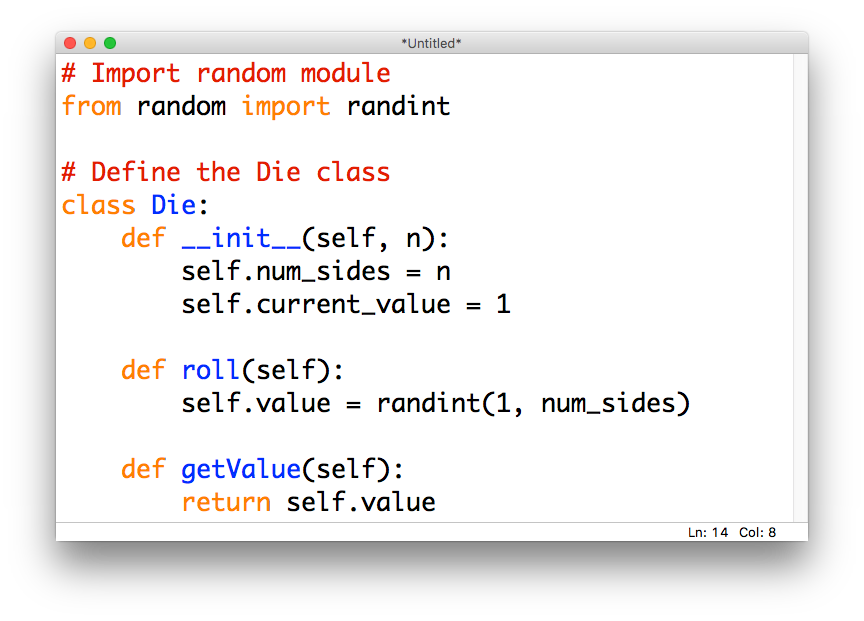 *Untitled*
# Import random module
from random import randint
# Define the Die class
class Die:
def __init__(self, n):
self.num_sides = n
self.current_value = 1
def roll(self):
self.value = randint(1, num_sides)
def getValue(self):
return self.value
Ln: 14 Col: 8